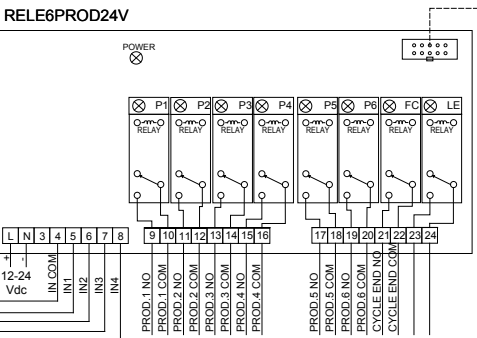 RELE6PROD24V
POWER
P1 P2 P3 P4 P5 P6 FC LE
RELAY RELAY RELAY RELAY RELAY RELAY RELAY RELAY
L N 3 4 5 6 7 8 9 10 11 12 13 14 15 16 17 18 19 20 21 22 23 24
+ -
12-24
Vdc
IN COM
IN1
IN2
IN3
IN4
PROD.1 NO
PROD.1 COM
PROD.2 NO
PROD.2 COM
PROD.3 NO
PROD.3 COM
PROD.4 NO
PROD.4 COM
PROD.5 NO
PROD.5 COM
PROD.6 NO
PROD.6 COM
CYCLE END NO
CYCLE END COM